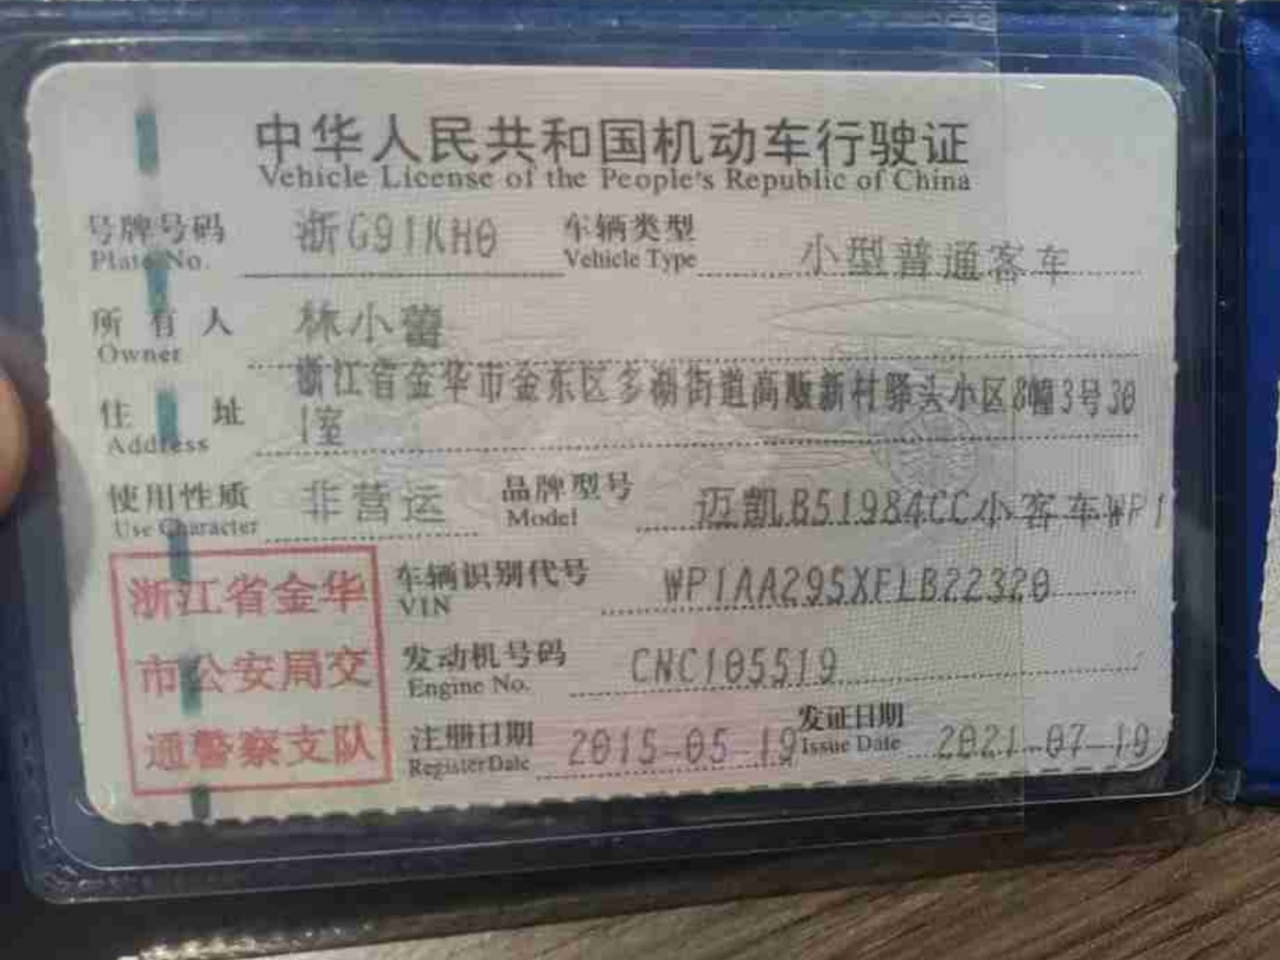 中华人民共和国机动车行驶证
Vehicle License of the People's Republic of China
号牌号码 浙G91KH0 车辆类型 小型普通客车
Plate No. Vehicle Type
所有人 林小蕾
Owner
住址 浙江省金华市金东区多湖街道高畈新村驿头小区8幢3号301室
Address
使用性质 非营运 品牌型号 迈凯BS1984CC小客车WP1
Use Character Model
浙江省金华市公安局交通警察支队
车辆识别代号 WP1AA295XFLB22320
VIN
发动机号码 CNC105519
Engine No.
注册日期 2015-05-19 发证日期 2021-07-19
Register Date Issue Date